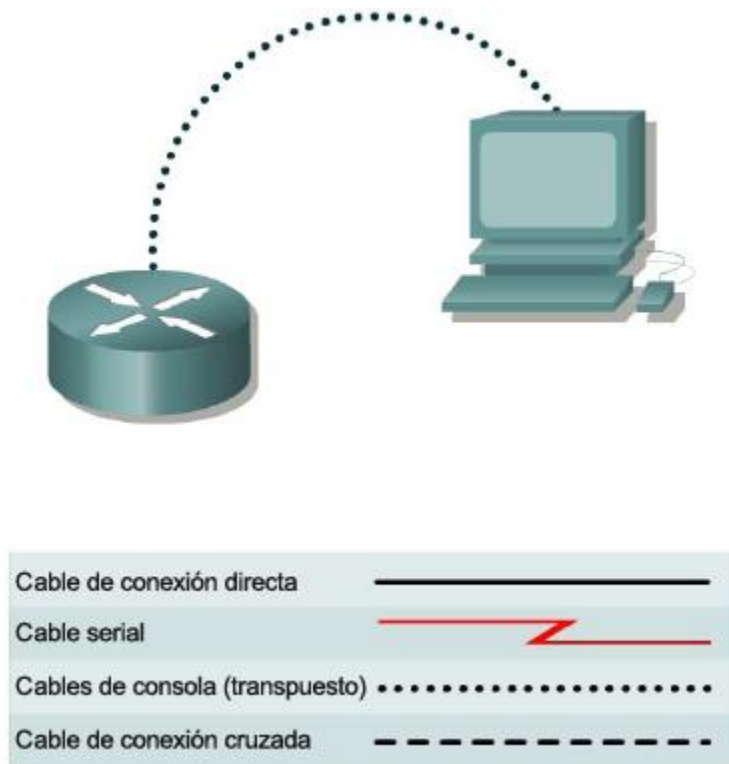 Cable de conexión directa
Cable serial
Cables de consola (transpuesto)
Cable de conexión cruzada